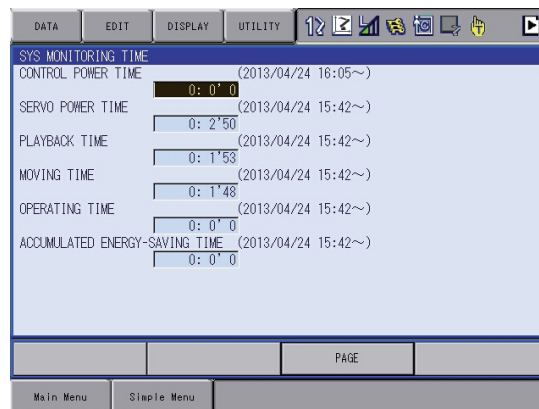 DATA EDIT DISPLAY UTILITY
SYS MONITORING TIME
CONTROL POWER TIME (2013/04/24 16:05～)
0: 0' 0
SERVO POWER TIME (2013/04/24 15:42～)
0: 2'50
PLAYBACK TIME (2013/04/24 15:42～)
0: 1'53
MOVING TIME (2013/04/24 15:42～)
0: 1'48
OPERATING TIME (2013/04/24 15:42～)
0: 0' 0
ACCUMULATED ENERGY-SAVING TIME (2013/04/24 15:42～)
0: 0' 0
PAGE
Main Menu Simple Menu